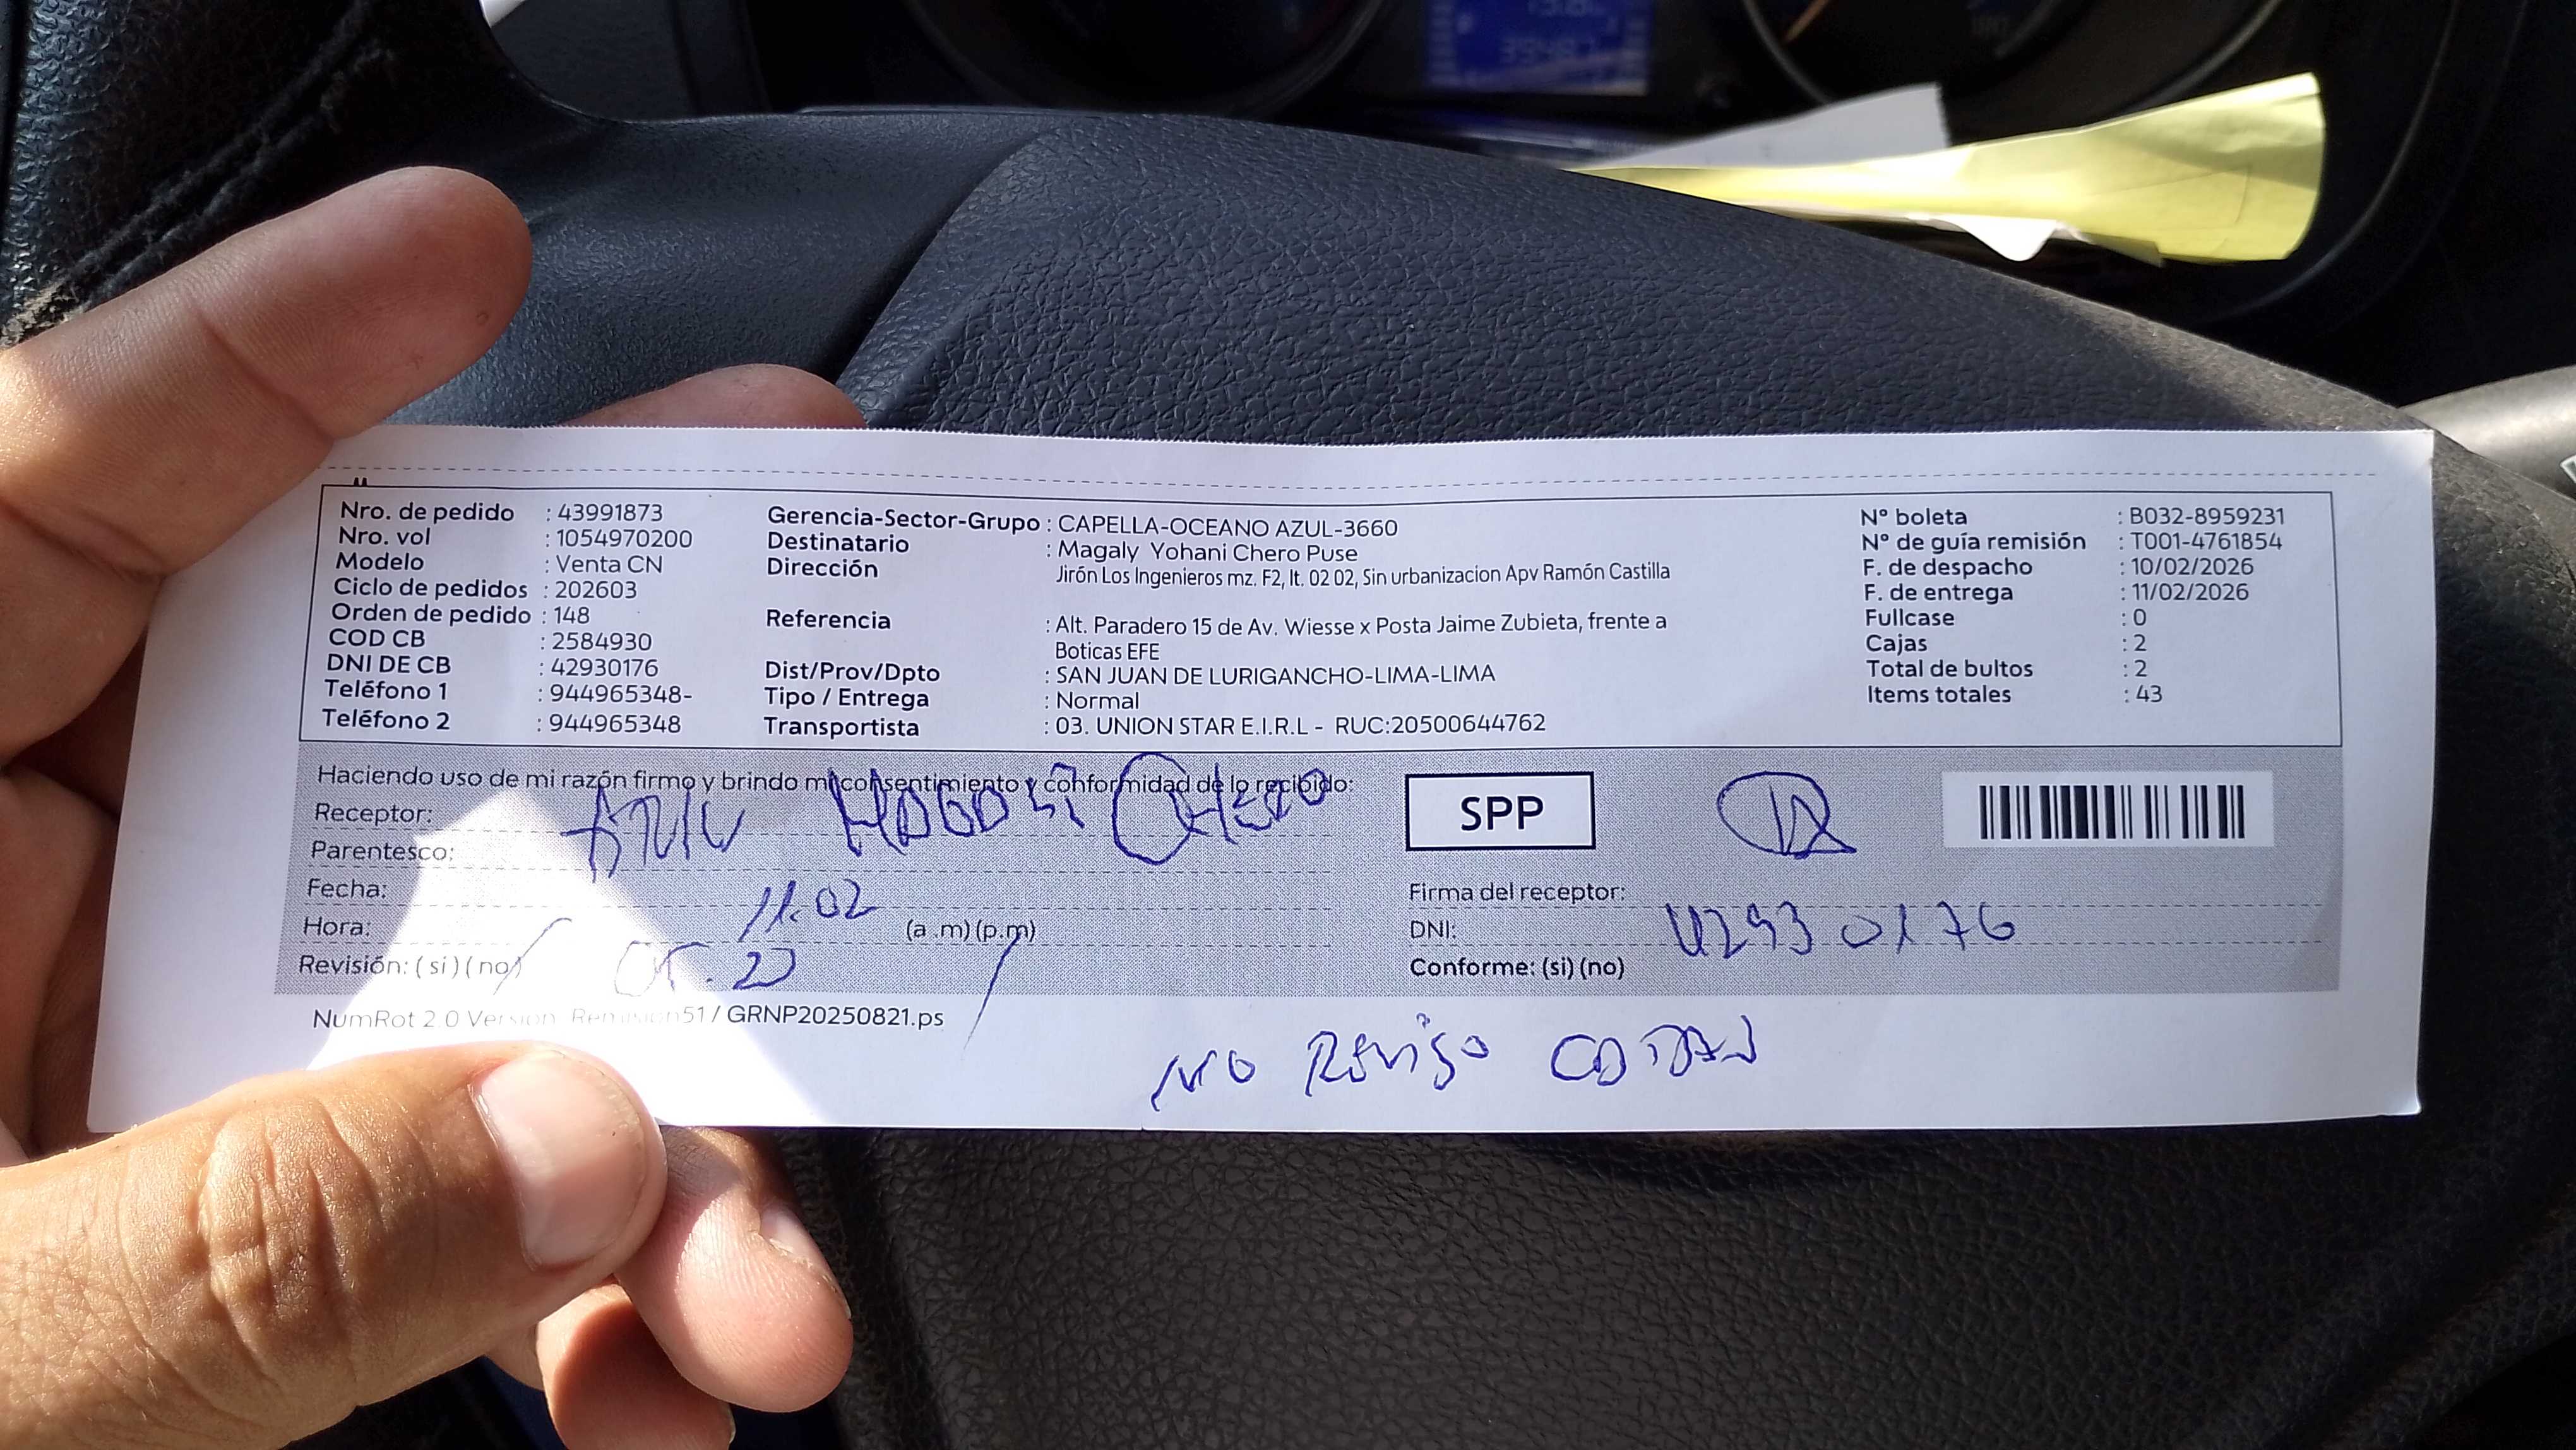 Nro. de pedido : 43991873
Nro. vol : 1054970200
Modelo : Venta CN
Ciclo de pedidos : 202603
Orden de pedido : 148
COD CB : 2584930
DNI DE CB : 42930176
Teléfono 1 : 944965348-
Teléfono 2 : 944965348
Gerencia-Sector-Grupo : CAPELLA-OCEANO AZUL-3660
Destinatario : Magaly Yohani Chero Puse
Dirección Jirón Los Ingenieros mz. F2, lt. 02 02, Sin urbanizacion Apv Ramón Castilla
Referencia : Alt. Paradero 15 de Av. Wiesse x Posta Jaime Zubieta, frente a
Boticas EFE
Dist/Prov/Dpto : SAN JUAN DE LURIGANCHO-LIMA-LIMA
Tipo / Entrega : Normal
Transportista : 03. UNION STAR E.I.R.L - RUC:20500644762
N° boleta : B032-8959231
N° de guía remisión : T001-4761854
F. de despacho : 10/02/2026
F. de entrega : 11/02/2026
Fullcase : 0
Cajas : 2
Total de bultos : 2
Items totales : 43
Haciendo uso de mi razón firmo y brindo mi consentimiento y conformidad de lo recibido:
Receptor:
Parentesco:
Fecha: 11.02
Hora: (a .m) (p.m)
Revisión: ( si ) ( no )
SPP
Firma del receptor:
DNI: 42930176
Conforme: (si) (no)
NumRot 2.0 Version Remision51 / GRNP20250821.ps
NO REVISO